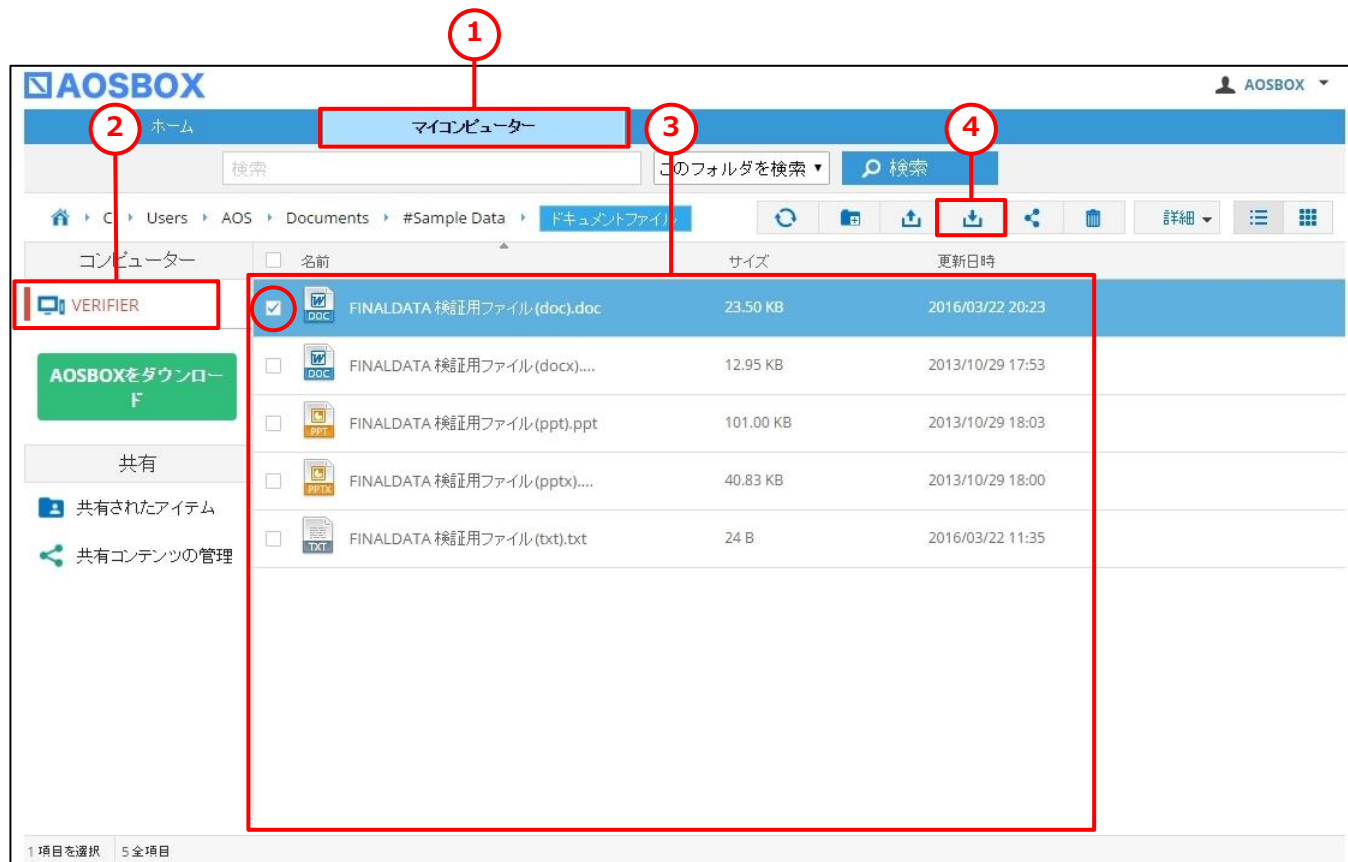 1
AOSBOX
AOSBOX
2
ホーム
マイコンピューター
3
4
検索
このフォルダを検索
検索
C
Users
AOS
Documents
#Sample Data
ドキュメントファイル
詳細
コンピューター
名前
サイズ
更新日時
VERIFIER
DOC
FINALDATA 検証用ファイル(doc).doc
23.50 KB
2016/03/22 20:23
AOSBOXをダウンロー
ド
DOC
FINALDATA 検証用ファイル(docx)....
12.95 KB
2013/10/29 17:53
PPT
FINALDATA 検証用ファイル(ppt).ppt
101.00 KB
2013/10/29 18:03
共有
PPTX
FINALDATA 検証用ファイル(pptx)....
40.83 KB
2013/10/29 18:00
共有されたアイテム
TXT
FINALDATA 検証用ファイル(txt).txt
24 B
2016/03/22 11:35
共有コンテンツの管理
1 項目を選択
5 全項目